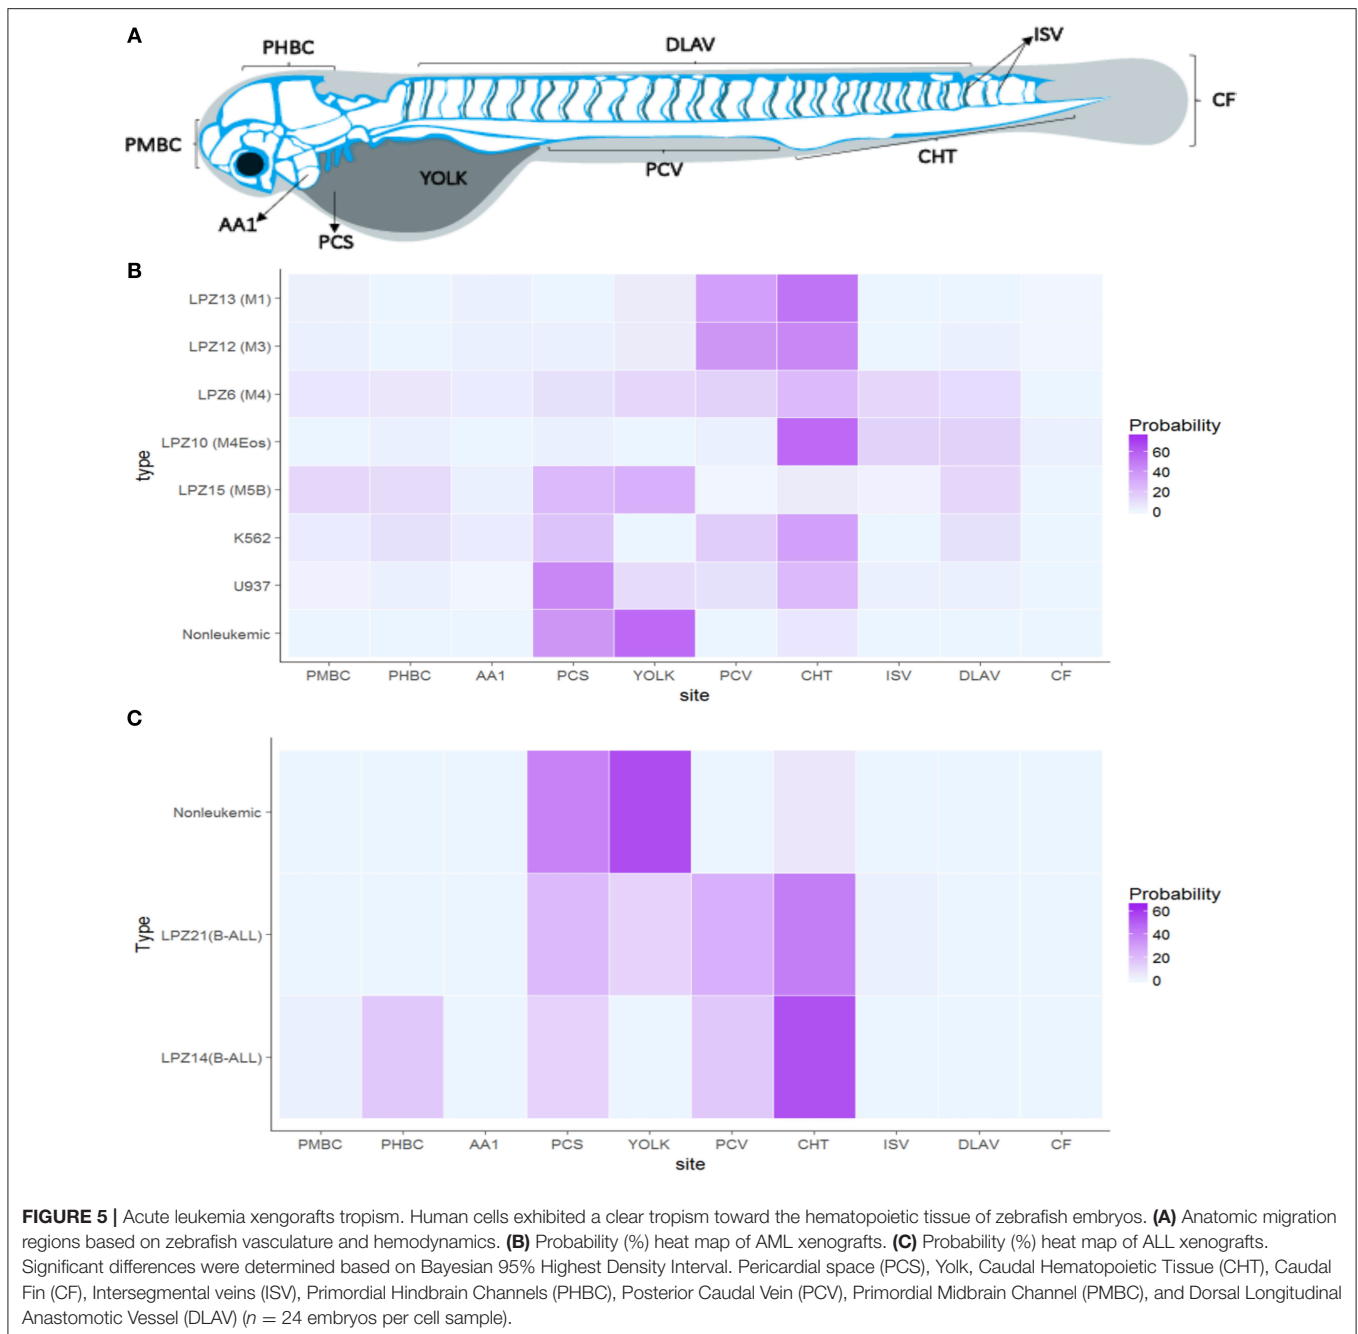 A
PHBC
DLAV
ISV
CF
PMBC
YOLK
PCV
CHT
AA1
PCS
B
type
LPZ13 (M1)
LPZ12 (M3)
LPZ6 (M4)
LPZ10 (M4Eos)
LPZ15 (M5B)
K562
U937
Nonleukemic
PMBC PHBC AA1 PCS YOLK PCV CHT ISV DLAV CF
site
Probability
60
40
20
0
C
Type
Nonleukemic
LPZ21(B-ALL)
LPZ14(B-ALL)
PMBC PHBC AA1 PCS YOLK PCV CHT ISV DLAV CF
site
Probability
60
40
20
0
FIGURE 5 | Acute leukemia xengorafts tropism. Human cells exhibited a clear tropism toward the hematopoietic tissue of zebrafish embryos. (A) Anatomic migration
regions based on zebrafish vasculature and hemodynamics. (B) Probability (%) heat map of AML xenografts. (C) Probability (%) heat map of ALL xenografts.
Significant differences were determined based on Bayesian 95% Highest Density Interval. Pericardial space (PCS), Yolk, Caudal Hematopoietic Tissue (CHT), Caudal
Fin (CF), Intersegmental veins (ISV), Primordial Hindbrain Channels (PHBC), Posterior Caudal Vein (PCV), Primordial Midbrain Channel (PMBC), and Dorsal Longitudinal
Anastomotic Vessel (DLAV) (n = 24 embryos per cell sample).